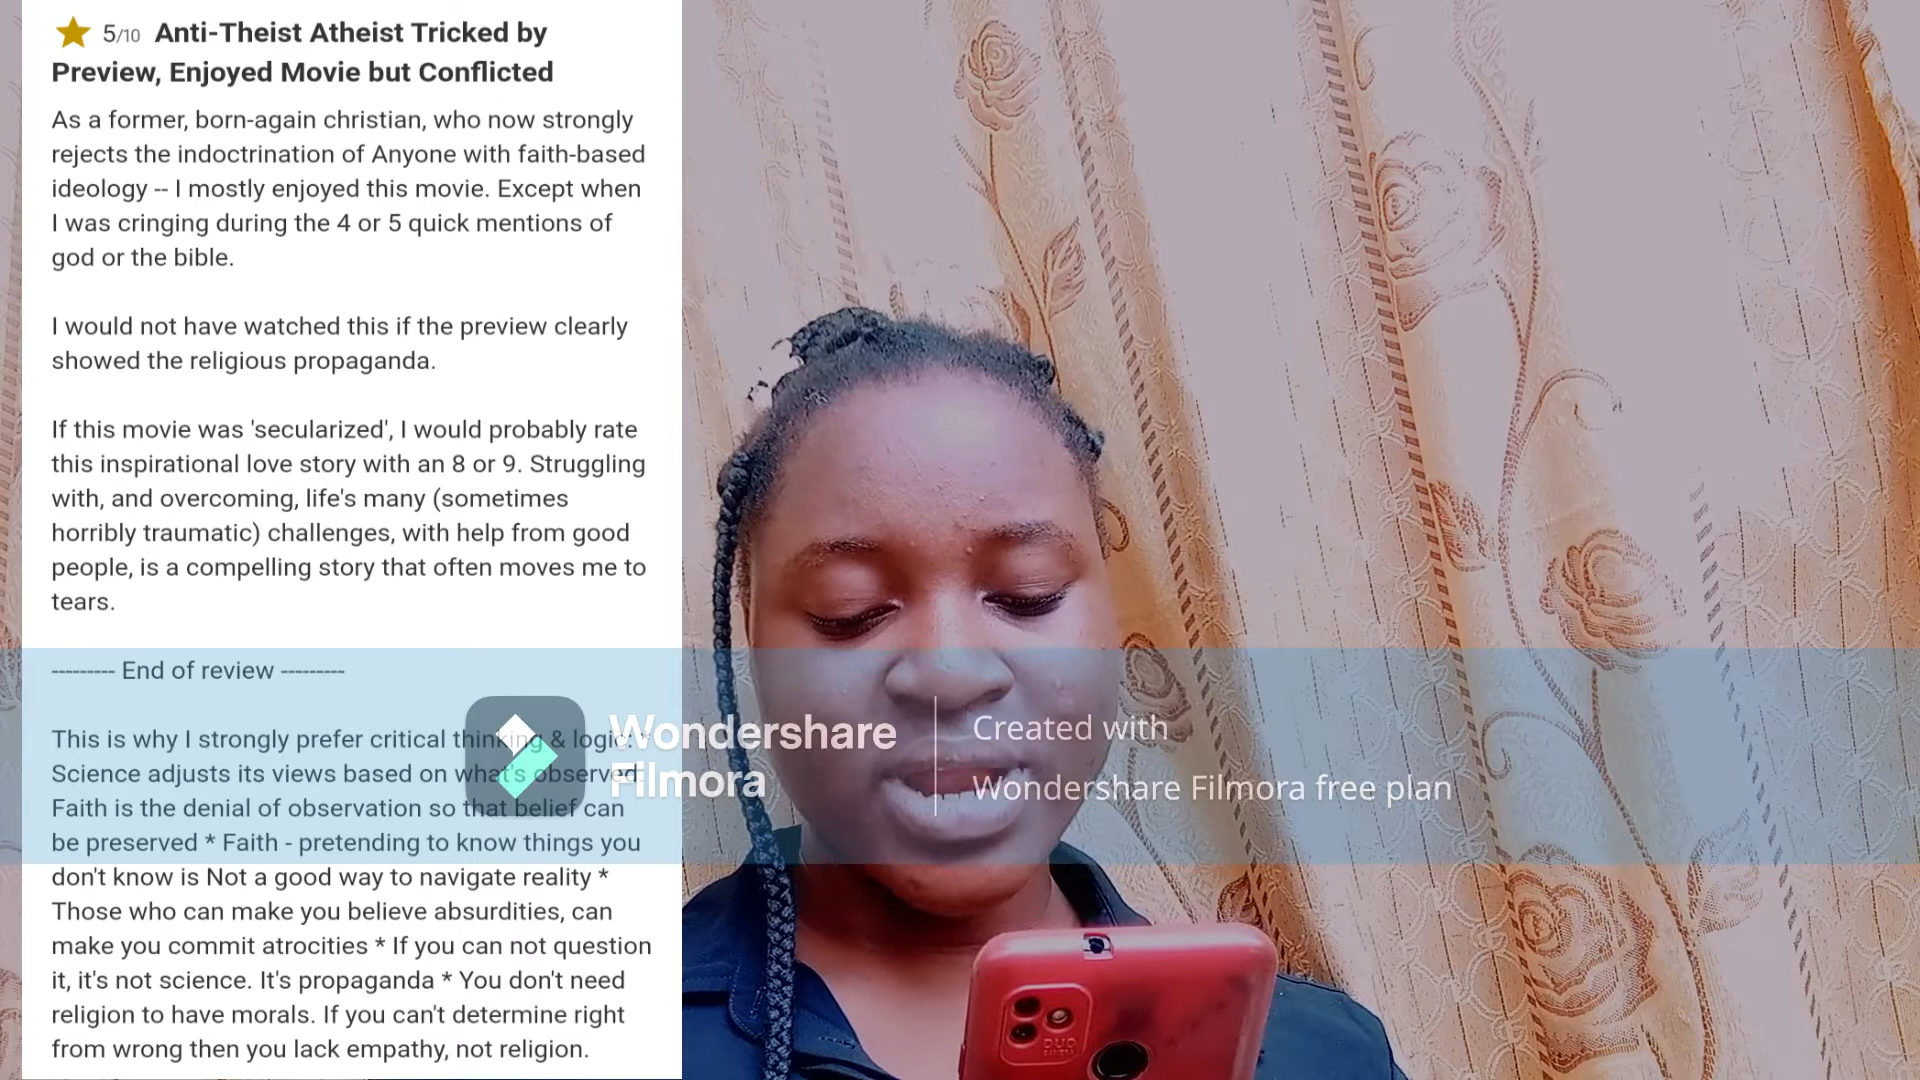 5/10 Anti-Theist Atheist Tricked by
Preview, Enjoyed Movie but Conflicted
As a former, born-again christian, who now strongly
rejects the indoctrination of Anyone with faith-based
ideology -- I mostly enjoyed this movie. Except when
I was cringing during the 4 or 5 quick mentions of
god or the bible.
I would not have watched this if the preview clearly
showed the religious propaganda.
If this movie was 'secularized', I would probably rate
this inspirational love story with an 8 or 9. Struggling
with, and overcoming, life's many (sometimes
horribly traumatic) challenges, with help from good
people, is a compelling story that often moves me to
tears.
--------- End of review ---------
This is why I strongly prefer critical thinking & logic: *
Science adjusts its views based on what's observed.
Faith is the denial of observation so that belief can
be preserved * Faith - pretending to know things you
don't know is Not a good way to navigate reality *
Those who can make you believe absurdities, can
make you commit atrocities * If you can not question
it, it's not science. It's propaganda * You don't need
religion to have morals. If you can't determine right
from wrong then you lack empathy, not religion.
Wondershare
Filmora
Created with
Wondershare Filmora free plan
DUO